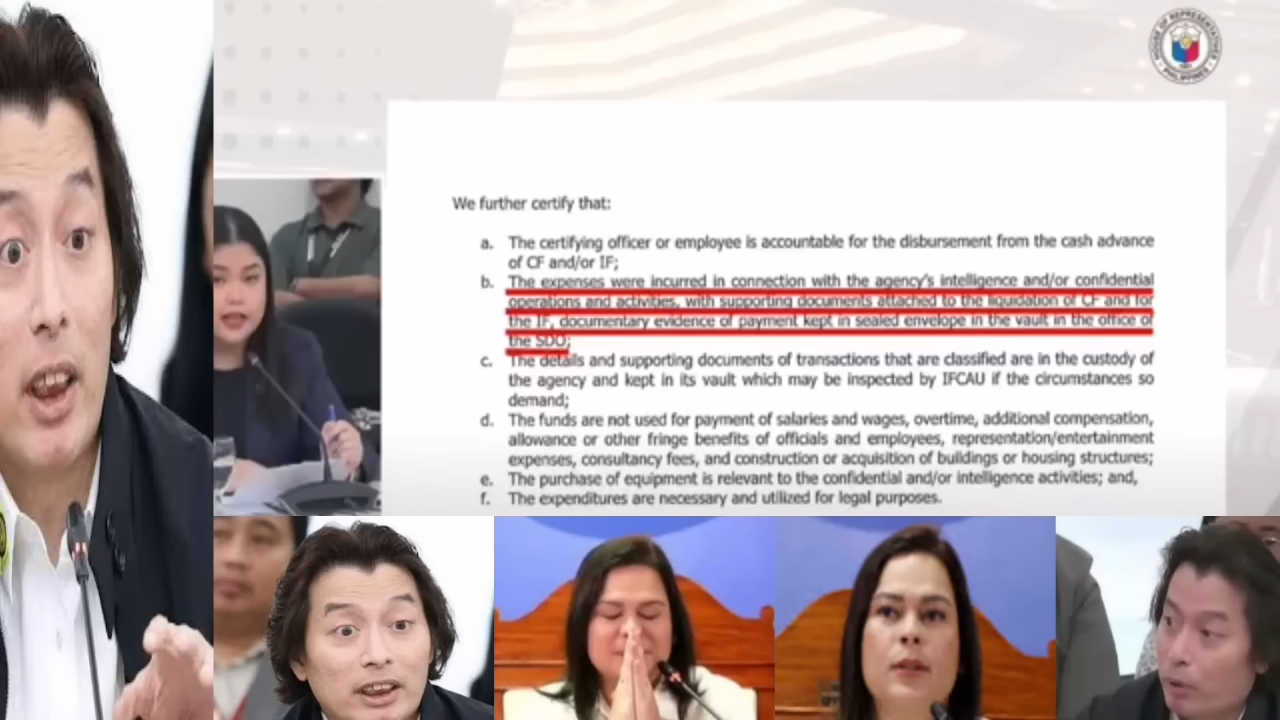 HOUSE OF REPRESENTATIVES
PHILIPPINES
We further certify that:
a. The certifying officer or employee is accountable for the disbursement from the cash advance
of CF and/or IF;
b. The expenses were incurred in connection with the agency's intelligence and/or confidential
operations and activities, with supporting documents attached to the liquidation of CF and for
the IF, documentary evidence of payment kept in sealed envelope in the vault in the office of
the SDO;
c. The details and supporting documents of transactions that are classified are in the custody of
the agency and kept in its vault which may be inspected by IFCAU if the circumstances so
demand;
d. The funds are not used for payment of salaries and wages, overtime, additional compensation,
allowance or other fringe benefits of officials and employees, representation/entertainment
expenses, consultancy fees, and construction or acquisition of buildings or housing structures;
e. The purchase of equipment is relevant to the confidential and/or intelligence activities; and,
f. The expenditures are necessary and utilized for legal purposes.